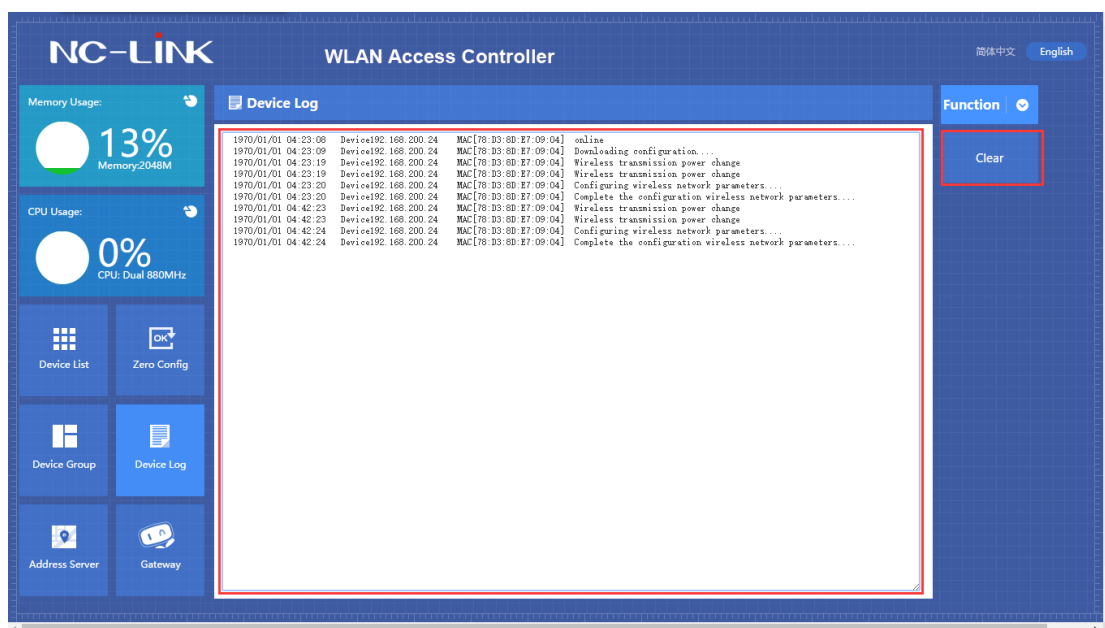 NC-LINK
WLAN Access Controller
简体中文 English
Memory Usage:
13%
Memory:2048M
CPU Usage:
0%
CPU: Dual 880MHz
Device List
Zero Config
OK
Device Group
Device Log
Address Server
Gateway
Device Log
1970/01/01 04:23:08 Device192.168.200.24 MAC[78:D3:8D:E7:09:04] online
1970/01/01 04:23:09 Device192.168.200.24 MAC[78:D3:8D:E7:09:04] Downloading configuration....
1970/01/01 04:23:19 Device192.168.200.24 MAC[78:D3:8D:E7:09:04] Wireless transmission power change
1970/01/01 04:23:19 Device192.168.200.24 MAC[78:D3:8D:E7:09:04] Wireless transmission power change
1970/01/01 04:23:20 Device192.168.200.24 MAC[78:D3:8D:E7:09:04] Configuring wireless network parameters....
1970/01/01 04:23:20 Device192.168.200.24 MAC[78:D3:8D:E7:09:04] Complete the configuration wireless network parameters....
1970/01/01 04:42:23 Device192.168.200.24 MAC[78:D3:8D:E7:09:04] Wireless transmission power change
1970/01/01 04:42:23 Device192.168.200.24 MAC[78:D3:8D:E7:09:04] Wireless transmission power change
1970/01/01 04:42:24 Device192.168.200.24 MAC[78:D3:8D:E7:09:04] Configuring wireless network parameters....
1970/01/01 04:42:24 Device192.168.200.24 MAC[78:D3:8D:E7:09:04] Complete the configuration wireless network parameters....
Function
Clear